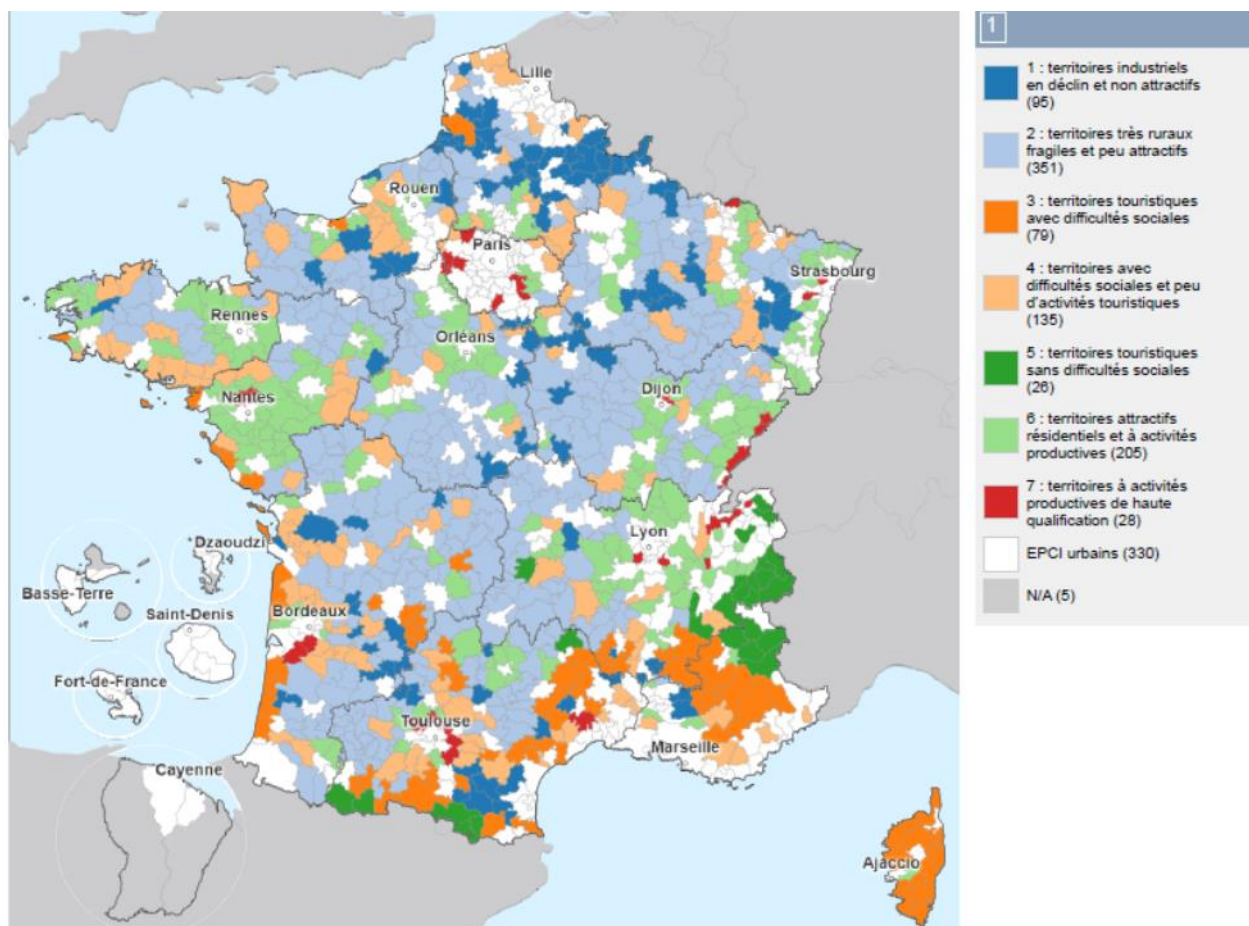 Lille
Rouen
Paris
Strasbourg
Rennes
Orléans
Nantes
Dijon
Lyon
Dzaoudzi
Basse-Terre
Saint-Denis
Bordeaux
Fort-de-France
Toulouse
Marseille
Cayenne
Ajaccio
1
1 : territoires industriels
en déclin et non attractifs
(95)
2 : territoires très ruraux
fragiles et peu attractifs
(351)
3 : territoires touristiques
avec difficultés sociales
(79)
4 : territoires avec
difficultés sociales et peu
d'activités touristiques
(135)
5 : territoires touristiques
sans difficultés sociales
(26)
6 : territoires attractifs
résidentiels et à activités
productives (205)
7 : territoires à activités
productives de haute
qualification (28)
EPCI urbains (330)
N/A (5)